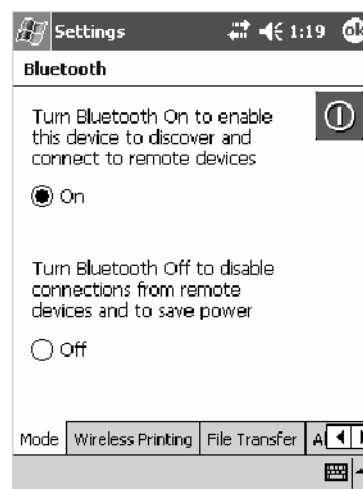 Settings 1:19 ok
Bluetooth
Turn Bluetooth On to enable
this device to discover and
connect to remote devices
On
Turn Bluetooth Off to disable
connections from remote
devices and to save power
Off
Mode Wireless Printing File Transfer